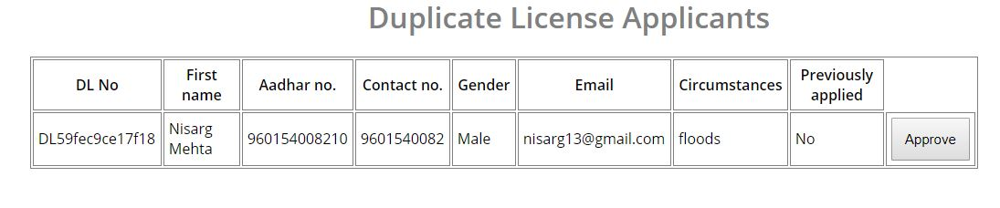 Duplicate License Applicants
DL No First name Aadhar no. Contact no. Gender Email Circumstances Previously applied
DL59fec9ce17f18 Nisarg Mehta 960154008210 9601540082 Male nisarg13@gmail.com floods No Approve